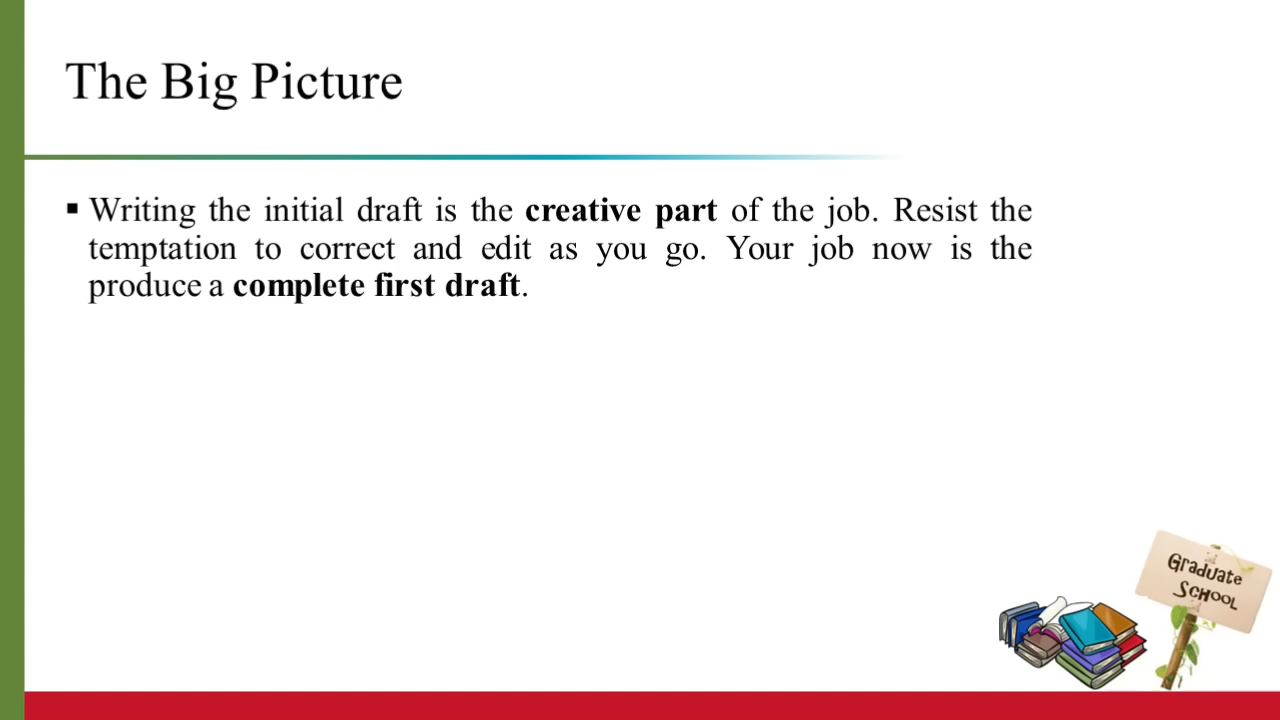 The Big Picture
▪ Writing the initial draft is the creative part of the job. Resist the
temptation to correct and edit as you go. Your job now is the
produce a complete first draft.
Graduate
School